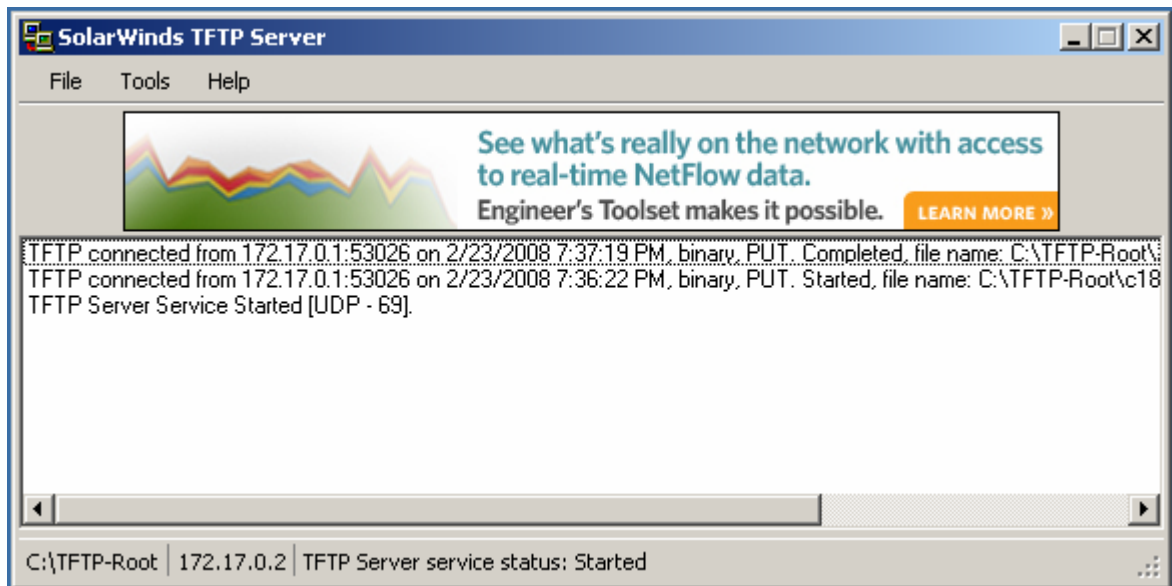 SolarWinds TFTP Server
File Tools Help
See what's really on the network with access
to real-time NetFlow data.
Engineer's Toolset makes it possible.
LEARN MORE »
TFTP connected from 172.17.0.1:53026 on 2/23/2008 7:37:19 PM, binary, PUT. Completed, file name: C:\TFTP-Root\
TFTP connected from 172.17.0.1:53026 on 2/23/2008 7:36:22 PM, binary, PUT. Started, file name: C:\TFTP-Root\c18
TFTP Server Service Started [UDP - 69].
C:\TFTP-Root 172.17.0.2 TFTP Server service status: Started